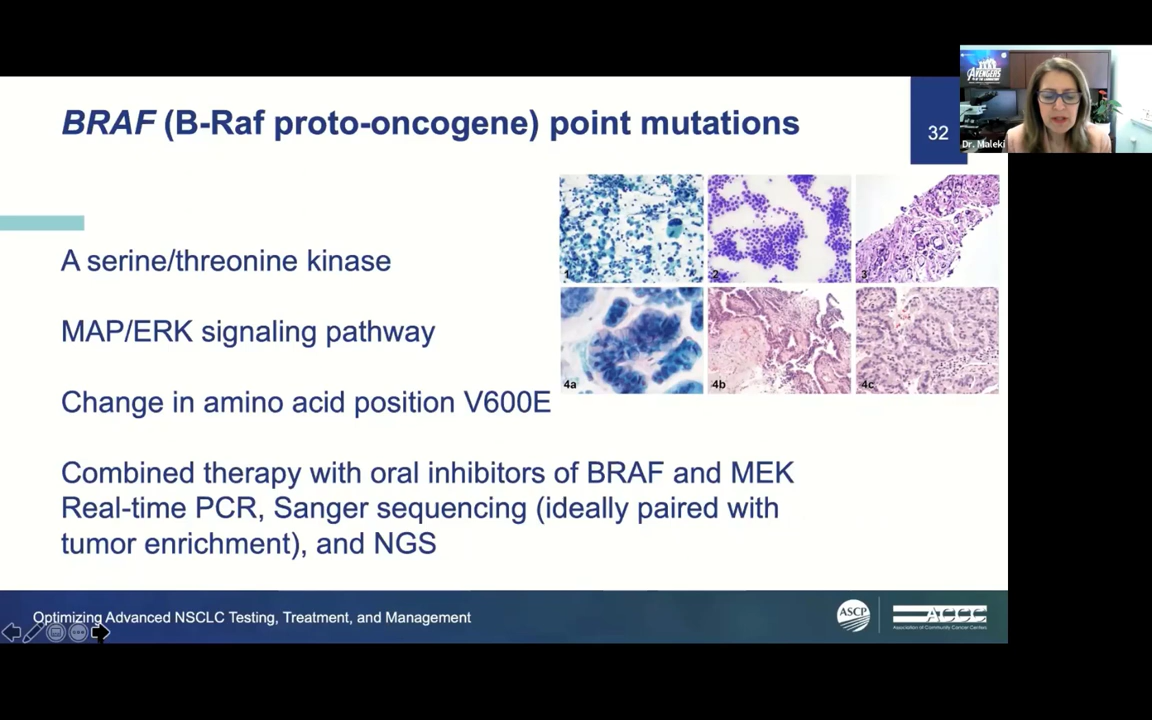 BRAF (B-Raf proto-oncogene) point mutations
32
AVENGERS
Dr. Maleki
1
2
3
4a
4b
4c
A serine/threonine kinase
MAP/ERK signaling pathway
Change in amino acid position V600E
Combined therapy with oral inhibitors of BRAF and MEK
Real-time PCR, Sanger sequencing (ideally paired with
tumor enrichment), and NGS
Optimizing Advanced NSCLC Testing, Treatment, and Management
ASCP
ACCC
Association of Community Cancer Centers